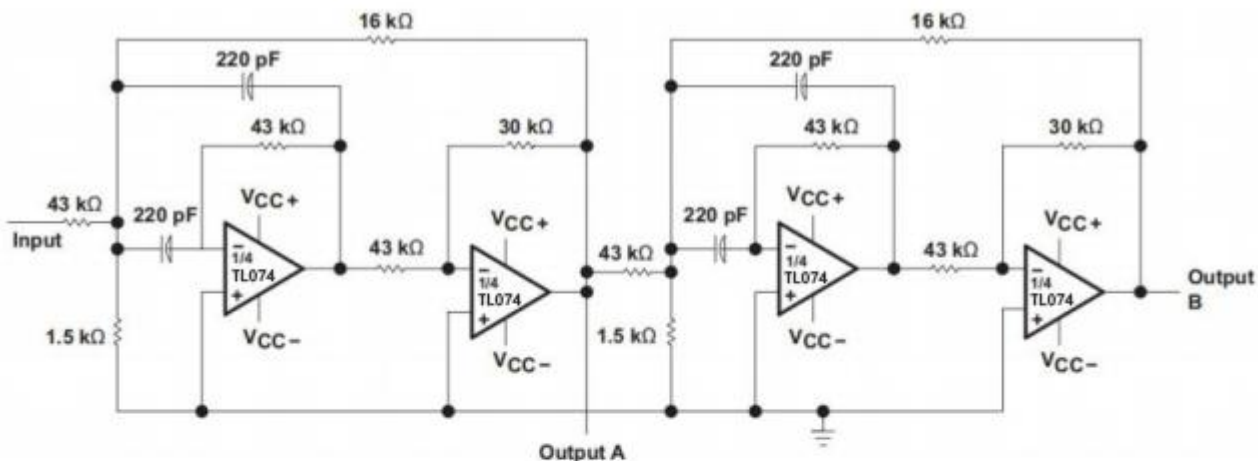 16 kΩ
16 kΩ
220 pF
220 pF
43 kΩ
30 kΩ
43 kΩ
30 kΩ
43 kΩ
Input
220 pF
VCC+
−
1/4
TL074
+
VCC−
43 kΩ
VCC+
−
1/4
TL074
+
VCC−
1.5 kΩ
43 kΩ
220 pF
VCC+
−
1/4
TL074
+
VCC−
43 kΩ
VCC+
−
1/4
TL074
+
VCC−
1.5 kΩ
Output
B
Output A